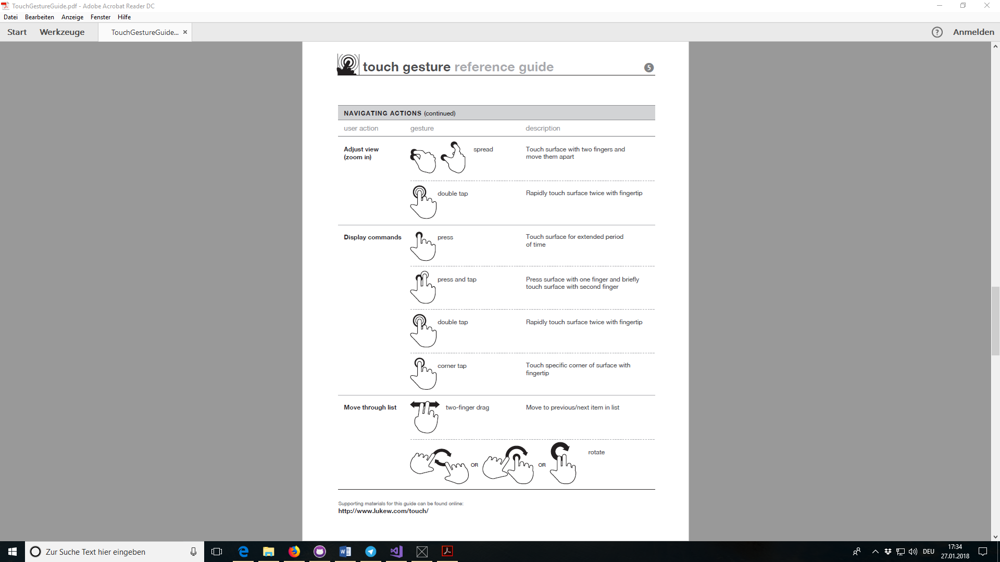 TouchGestureGuide.pdf - Adobe Acrobat Reader DC
Datei Bearbeiten Anzeige Fenster Hilfe
Start Werkzeuge TouchGestureGuide... × ? Anmelden
touch gesture reference guide 5
NAVIGATING ACTIONS (continued)
user action gesture description
Adjust view
(zoom in)
spread
Touch surface with two fingers and
move them apart
double tap
Rapidly touch surface twice with fingertip
Display commands
press
Touch surface for extended period
of time
press and tap
Press surface with one finger and briefly
touch surface with second finger
double tap
Rapidly touch surface twice with fingertip
corner tap
Touch specific corner of surface with
fingertip
Move through list
two-finger drag
Move to previous/next item in list
OR OR rotate
Supporting materials for this guide can be found online:
http://www.lukew.com/touch/
Zur Suche Text hier eingeben
DEU
17:34
27.01.2018